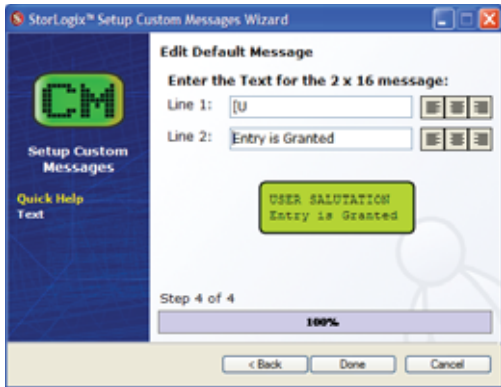 StorLogix™ Setup Custom Messages Wizard
CM
Setup Custom
Messages
Quick Help
Text
Edit Default Message
Enter the Text for the 2 x 16 message:
Line 1: [U
Line 2: Entry is Granted
USER SALUTATION
Entry is Granted
Step 4 of 4
100%
< Back Done Cancel